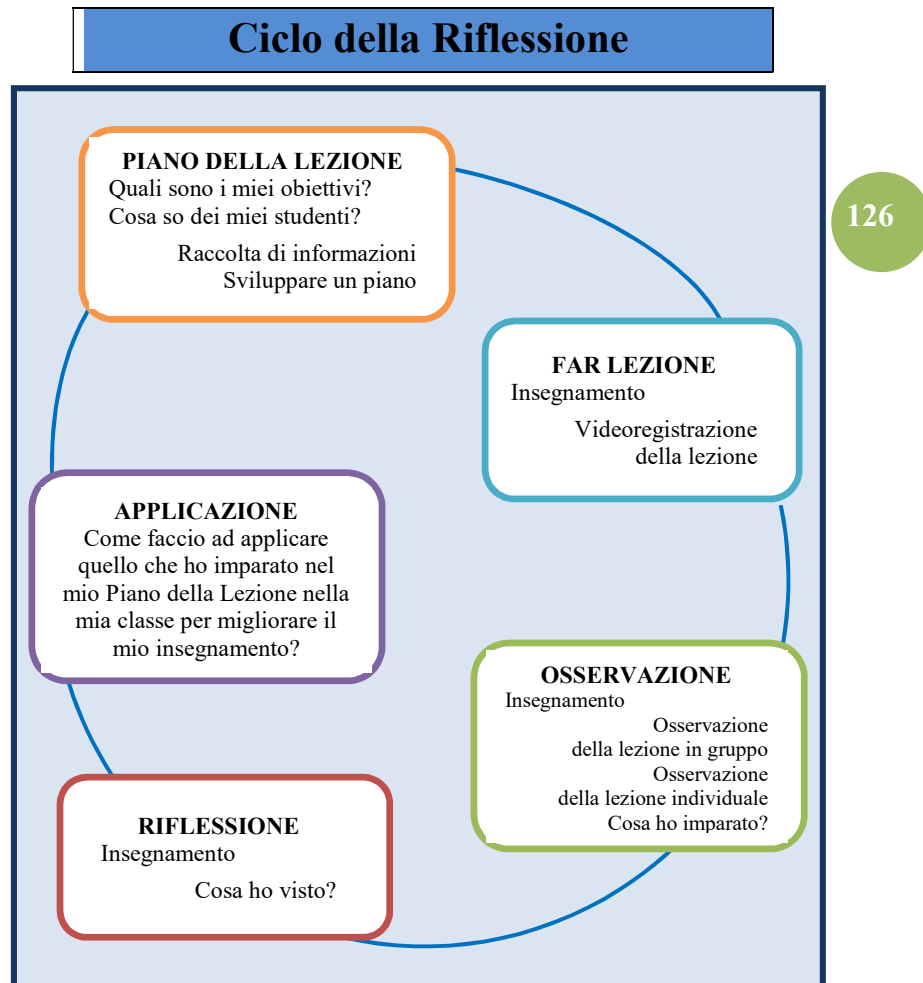 Ciclo della Riflessione
PIANO DELLA LEZIONE
Quali sono i miei obiettivi?
Cosa so dei miei studenti?
Raccolta di informazioni
Sviluppare un piano
126
FAR LEZIONE
Insegnamento
Videoregistrazione
della lezione
APPLICAZIONE
Come faccio ad applicare
quello che ho imparato nel
mio Piano della Lezione nella
mia classe per migliorare il
mio insegnamento?
OSSERVAZIONE
Insegnamento
Osservazione
della lezione in gruppo
Osservazione
della lezione individuale
Cosa ho imparato?
RIFLESSIONE
Insegnamento
Cosa ho visto?